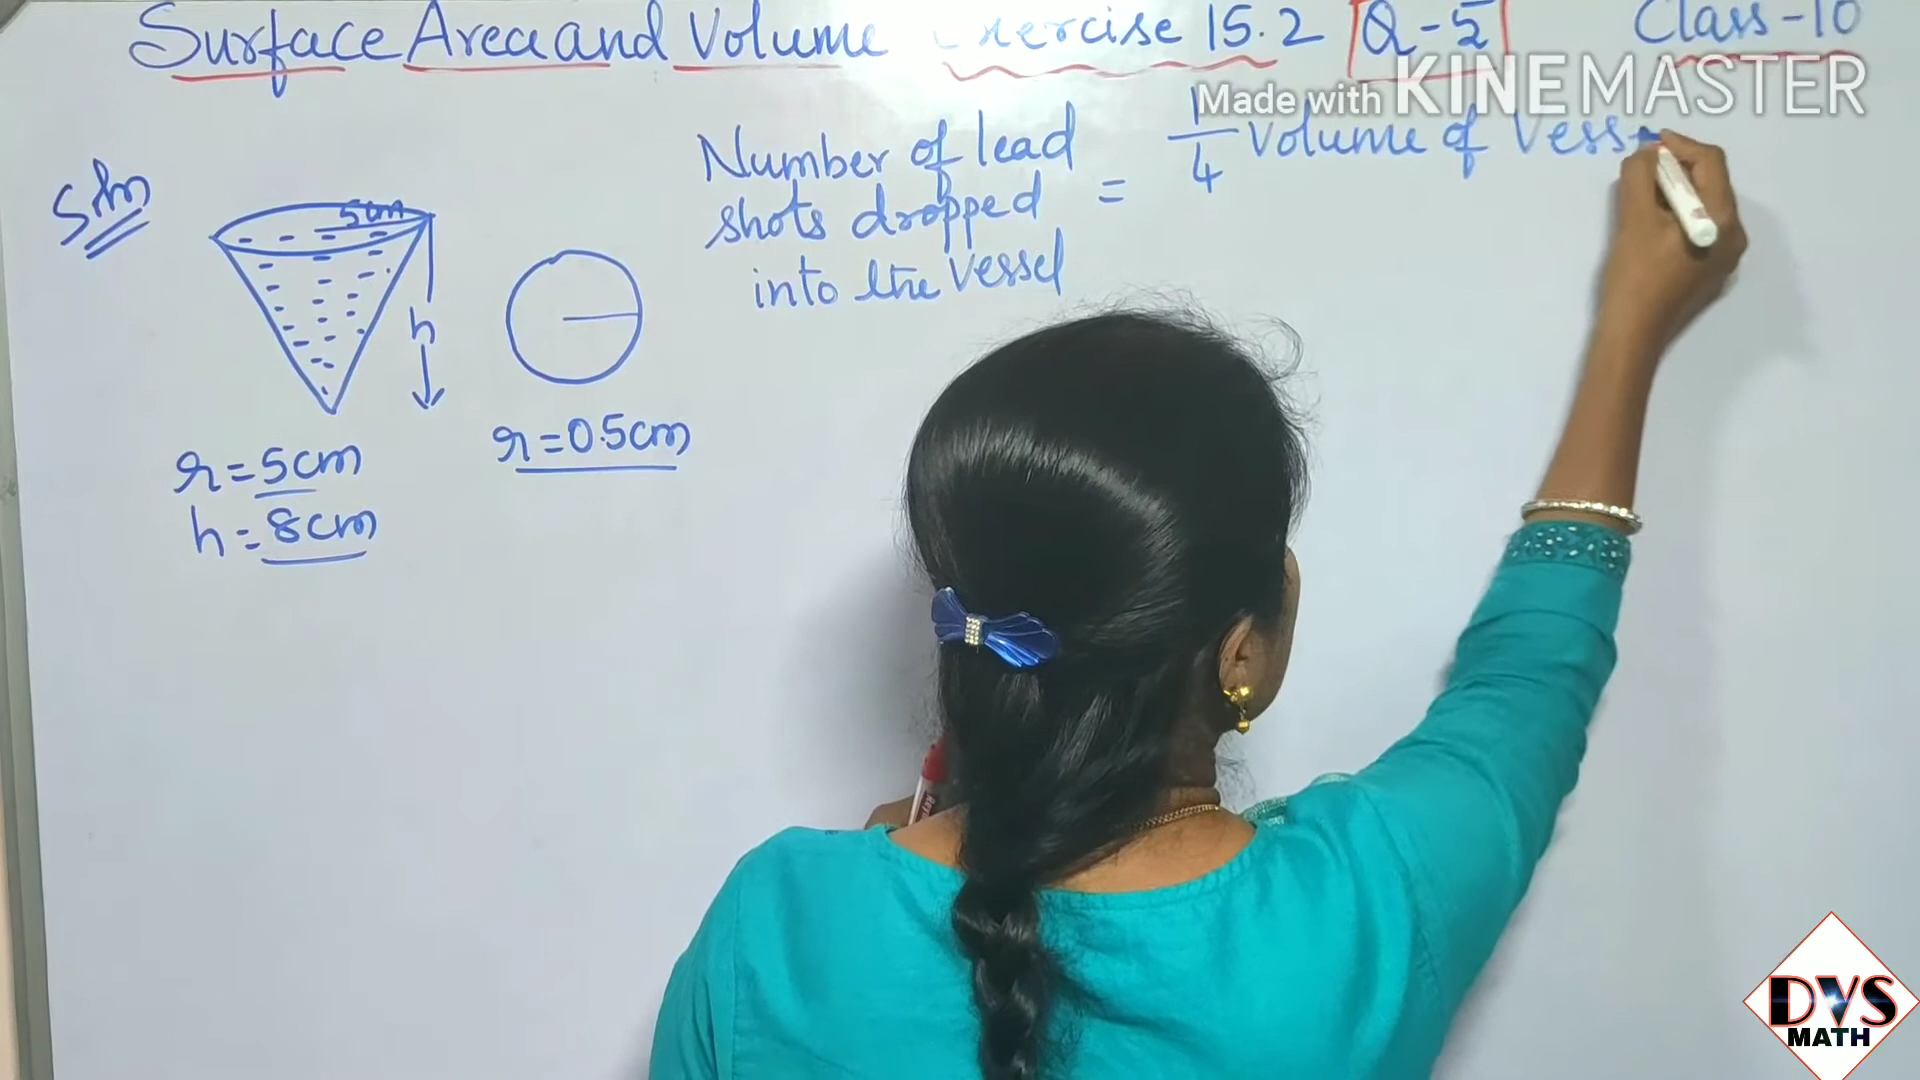 Surface Area and Volume Exercise 15.2 Q-5 Class-10
Made with KINEMASTER
Soln
Number of lead
shots dropped
into the Vessel
= 1/4 Volume of Vess
5cm
h
r=5cm
h=8cm
r=0.5cm
DVS
MATH